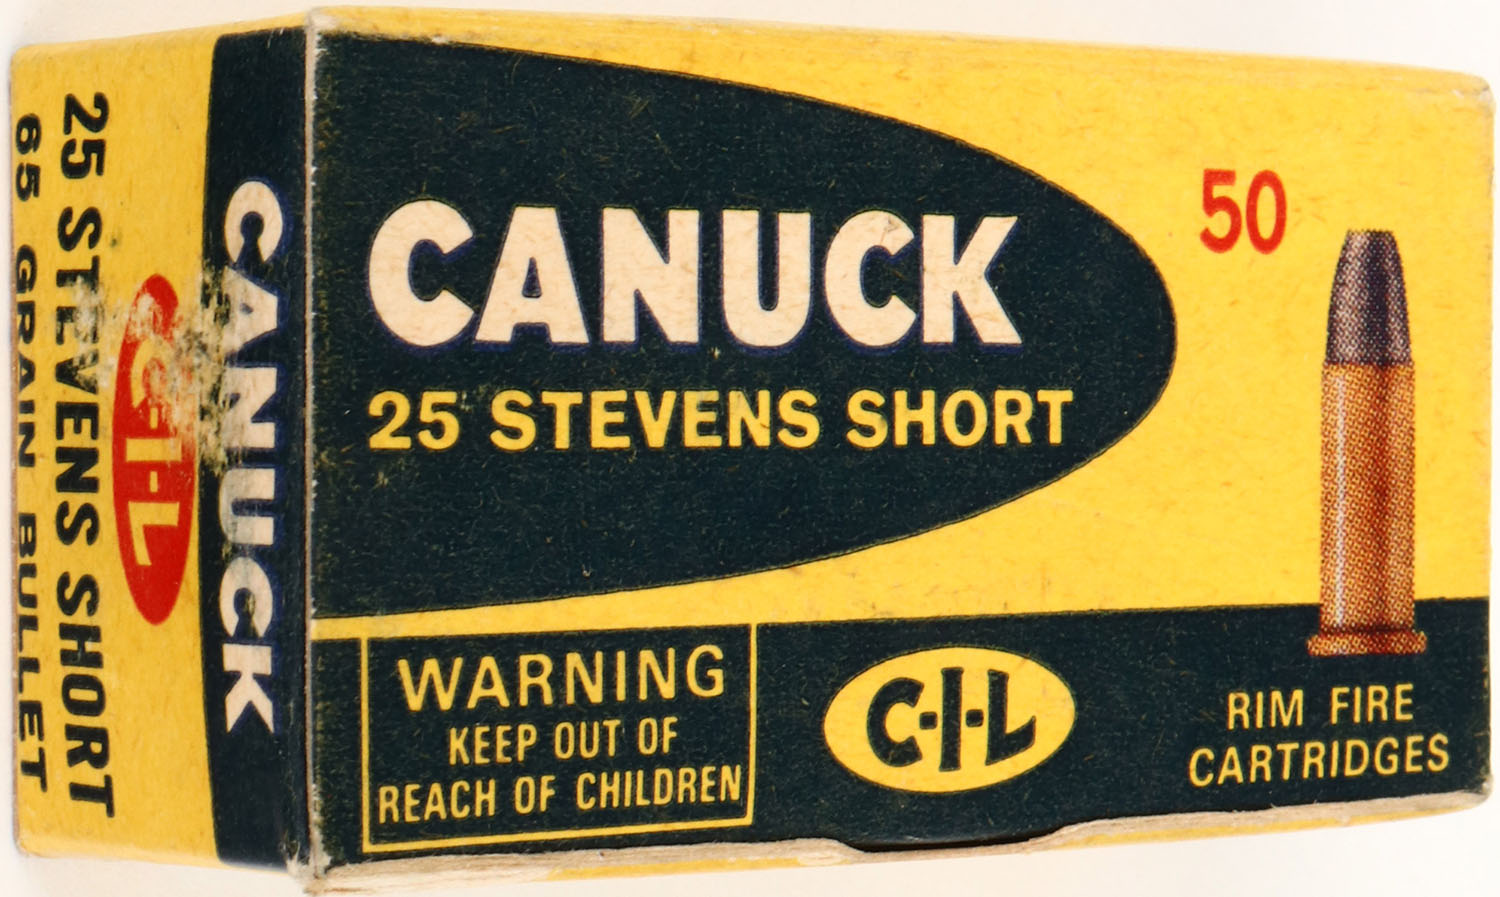 CANUCK
25 STEVENS SHORT
50
WARNING
KEEP OUT OF
REACH OF CHILDREN
C-I-L
RIM FIRE
CARTRIDGES
CANUCK
C-I-L
25 STEVENS SHORT
65 GRAIN BULLET